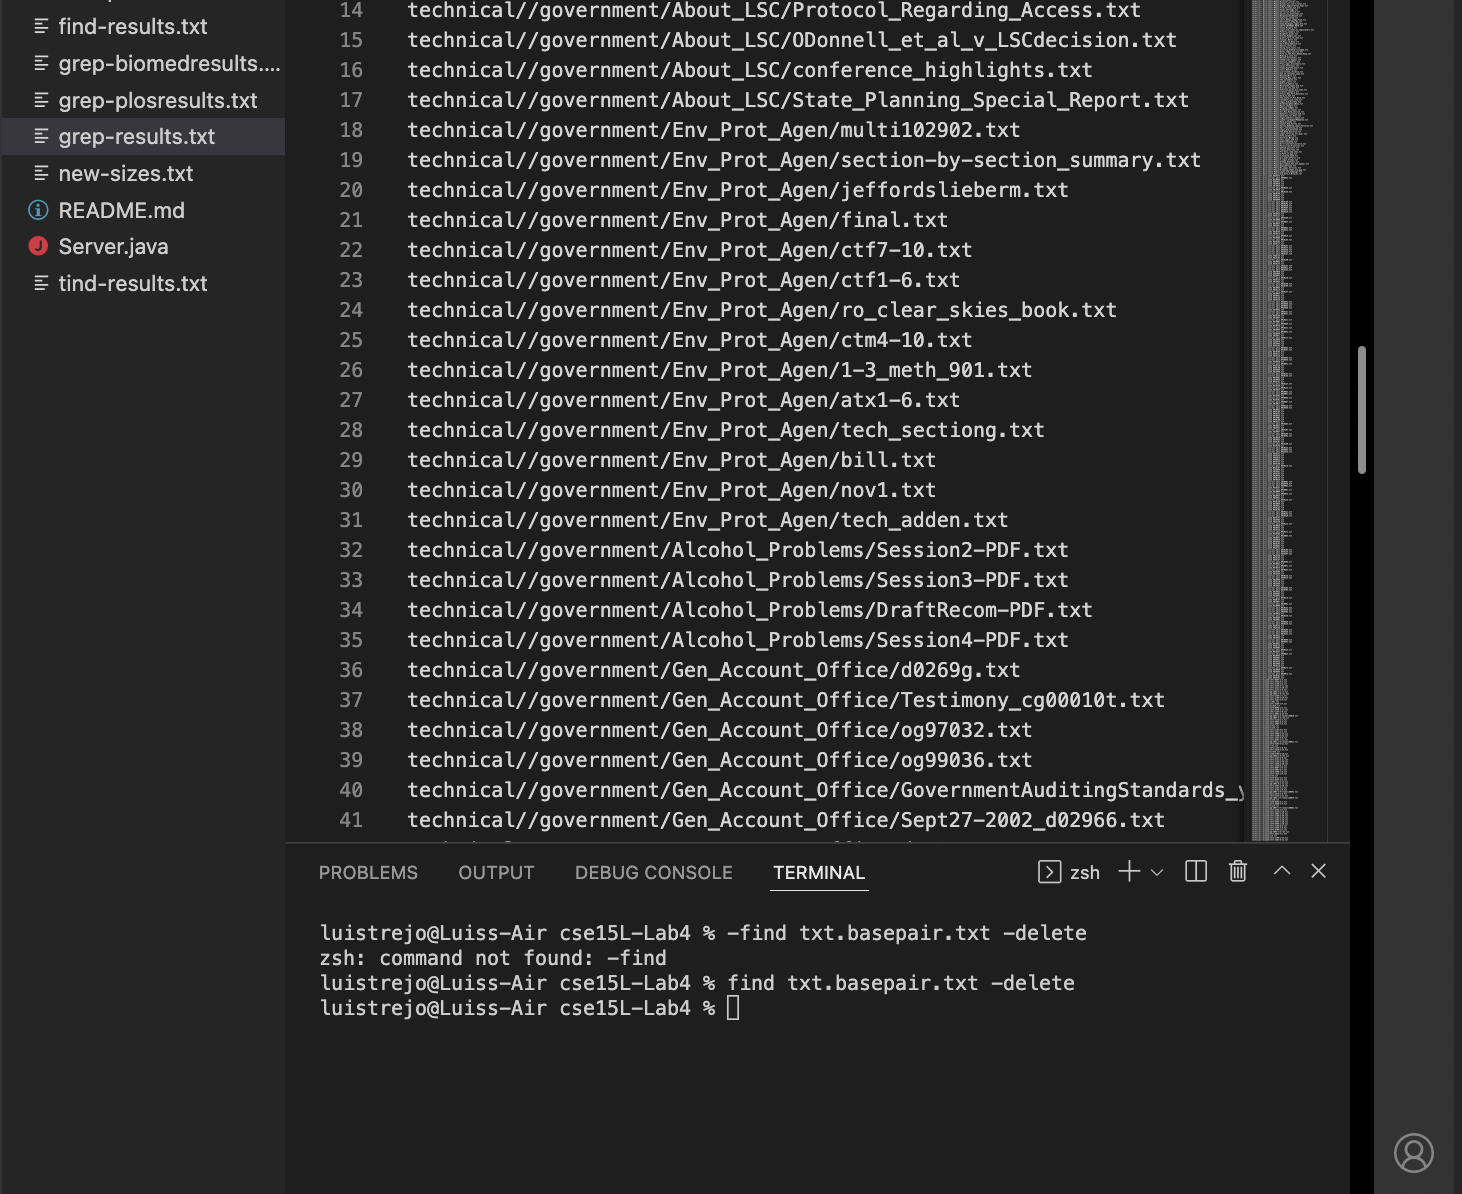 find-results.txt
grep-biomedresults....
grep-plosresults.txt
grep-results.txt
new-sizes.txt
README.md
J Server.java
tind-results.txt
14 technical//government/About_LSC/Protocol_Regarding_Access.txt
15 technical//government/About_LSC/ODonnell_et_al_v_LSCdecision.txt
16 technical//government/About_LSC/conference_highlights.txt
17 technical//government/About_LSC/State_Planning_Special_Report.txt
18 technical//government/Env_Prot_Agen/multi102902.txt
19 technical//government/Env_Prot_Agen/section-by-section_summary.txt
20 technical//government/Env_Prot_Agen/jeffordslieberm.txt
21 technical//government/Env_Prot_Agen/final.txt
22 technical//government/Env_Prot_Agen/ctf7-10.txt
23 technical//government/Env_Prot_Agen/ctf1-6.txt
24 technical//government/Env_Prot_Agen/ro_clear_skies_book.txt
25 technical//government/Env_Prot_Agen/ctm4-10.txt
26 technical//government/Env_Prot_Agen/1-3_meth_901.txt
27 technical//government/Env_Prot_Agen/atx1-6.txt
28 technical//government/Env_Prot_Agen/tech_sectiong.txt
29 technical//government/Env_Prot_Agen/bill.txt
30 technical//government/Env_Prot_Agen/nov1.txt
31 technical//government/Env_Prot_Agen/tech_adden.txt
32 technical//government/Alcohol_Problems/Session2-PDF.txt
33 technical//government/Alcohol_Problems/Session3-PDF.txt
34 technical//government/Alcohol_Problems/DraftRecom-PDF.txt
35 technical//government/Alcohol_Problems/Session4-PDF.txt
36 technical//government/Gen_Account_Office/d0269g.txt
37 technical//government/Gen_Account_Office/Testimony_cg00010t.txt
38 technical//government/Gen_Account_Office/og97032.txt
39 technical//government/Gen_Account_Office/og99036.txt
40 technical//government/Gen_Account_Office/GovernmentAuditingStandards_y
41 technical//government/Gen_Account_Office/Sept27-2002_d02966.txt
PROBLEMS OUTPUT DEBUG CONSOLE TERMINAL zsh
luistrejo@Luiss-Air cse15L-Lab4 % -find txt.basepair.txt -delete
zsh: command not found: -find
luistrejo@Luiss-Air cse15L-Lab4 % find txt.basepair.txt -delete
luistrejo@Luiss-Air cse15L-Lab4 %